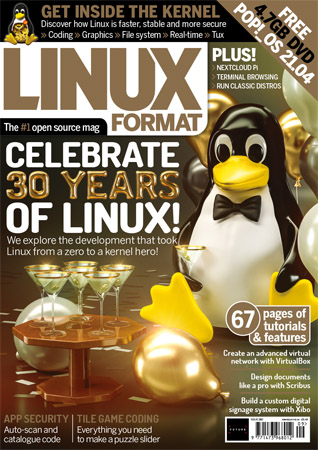 GET INSIDE THE KERNEL
Discover how Linux is faster, stable and more secure
» Coding » Graphics » File system » Real-time » Tux
FREE
4.7GB DVD
POP!_OS 21.04
LINUX
FORMAT
The #1 open source mag
PLUS!
> NEXTCLOUD Pi
> TERMINAL BROWSING
> RUN CLASSIC DISTROS
CELEBRATE
30 YEARS
OF LINUX!
We explore the development that took
Linux from a zero to a kernel hero!
67 pages of
tutorials
& features
Create an advanced virtual
network with VirtualBox
Design documents
like a pro with Scribus
Build a custom digital
signage system with Xibo
APP SECURITY
Auto-scan and
catalogue code
TILE GAME CODING
Everything you need
to make a puzzle slider
FUTURE
09
9 771473 968012